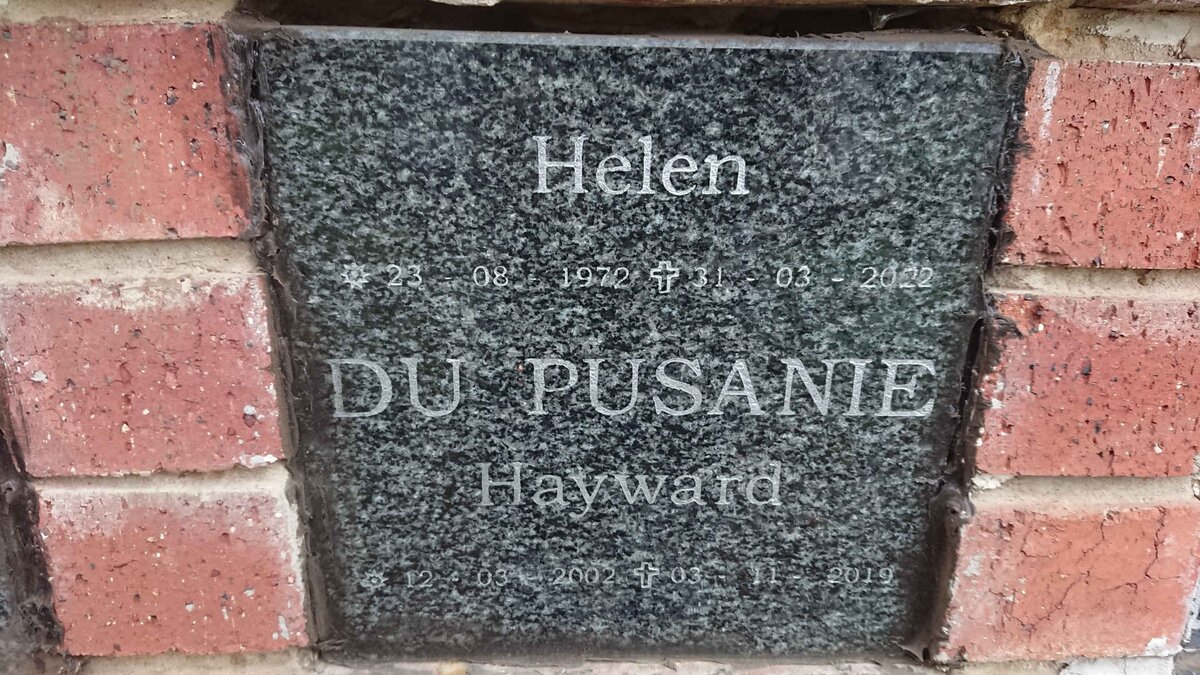 Helen
23 - 08 - 1972 ✝ 31 - 03 - 2022
DU PUSANIE
Hayward
12 - 03 - 2002 ✝ 03 - 11 - 2019